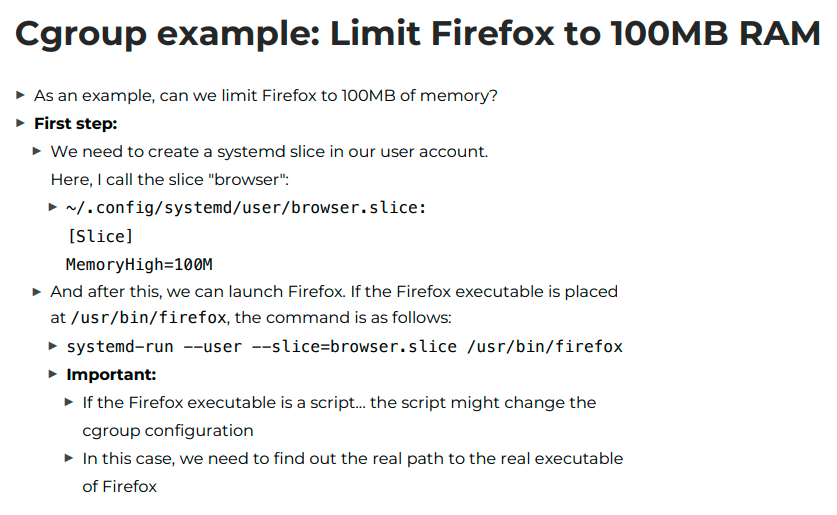 Cgroup example: Limit Firefox to 100MB RAM
As an example, can we limit Firefox to 100MB of memory?
First step:
We need to create a systemd slice in our user account.
Here, I call the slice "browser":
~/.config/systemd/user/browser.slice:
[Slice]
MemoryHigh=100M
And after this, we can launch Firefox. If the Firefox executable is placed
at /usr/bin/firefox, the command is as follows:
systemd-run --user --slice=browser.slice /usr/bin/firefox
Important:
If the Firefox executable is a script... the script might change the
cgroup configuration
In this case, we need to find out the real path to the real executable
of Firefox